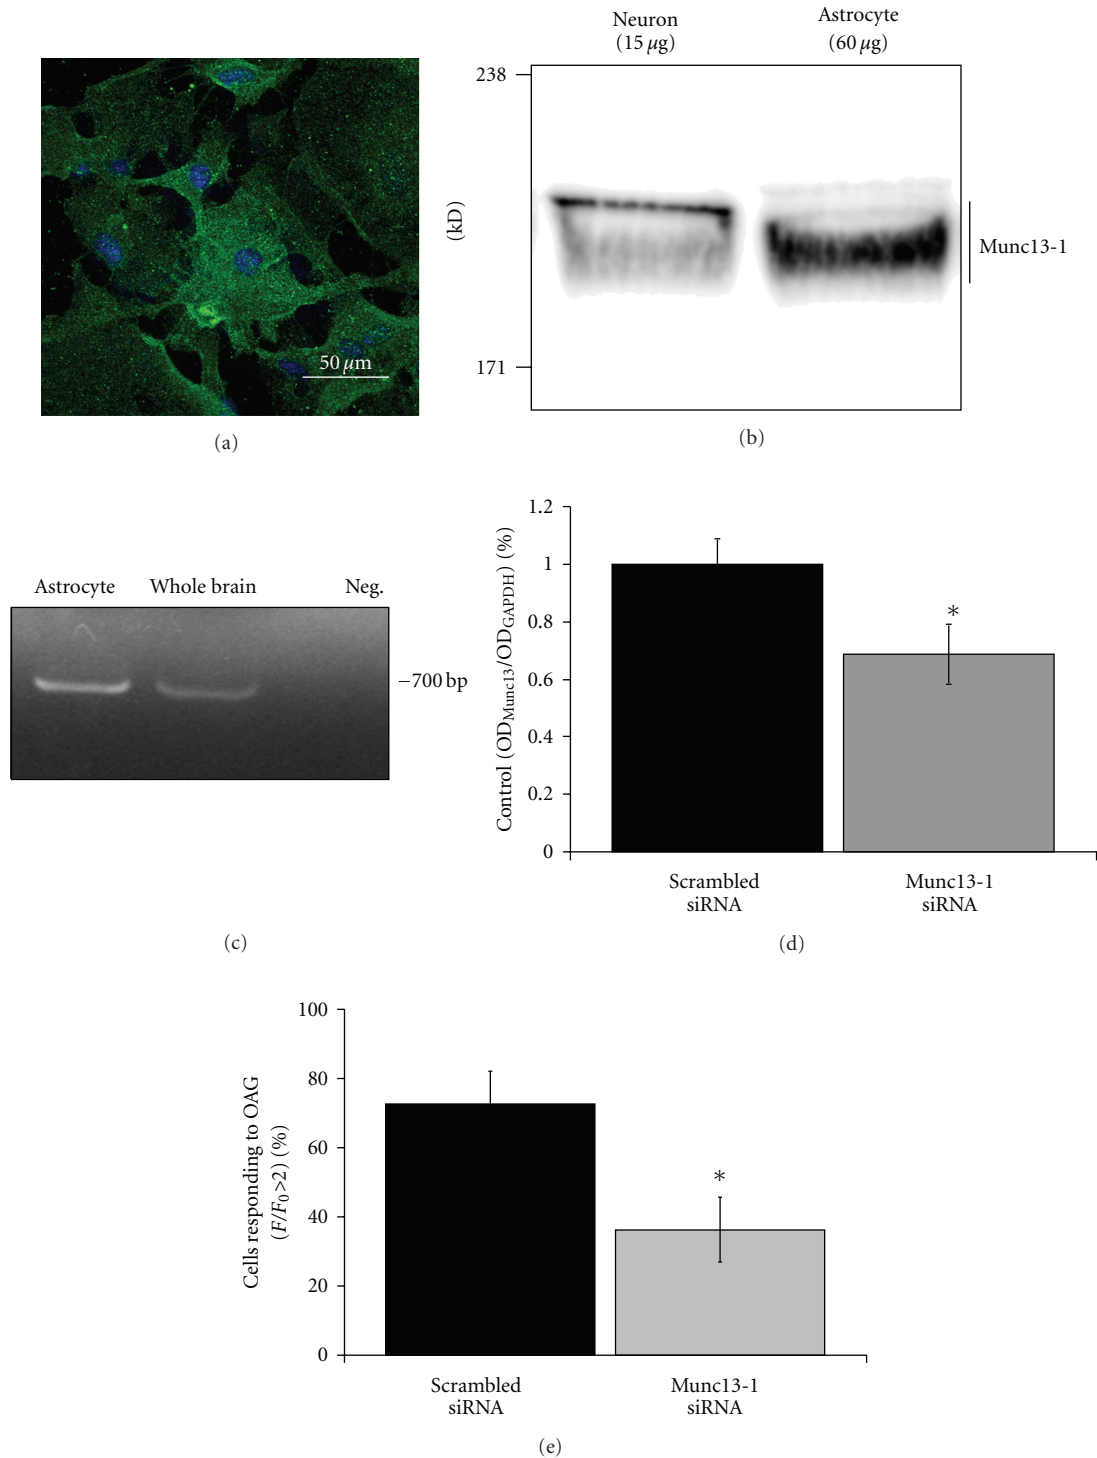 50 µm
(a)
Neuron
(15 µg)
Astrocyte
(60 µg)
238
171
(kD)
Munc13-1
(b)
Astrocyte
Whole brain
Neg.
−700 bp
(c)
1.2
1
0.8
0.6
0.4
0.2
0
Control (OD_Munc13/OD_GAPDH) (%)
*
Scrambled
siRNA
Munc13-1
siRNA
(d)
100
80
60
40
20
0
Cells responding to OAG
(F/F₀>2) (%)
*
Scrambled
siRNA
Munc13-1
siRNA
(e)